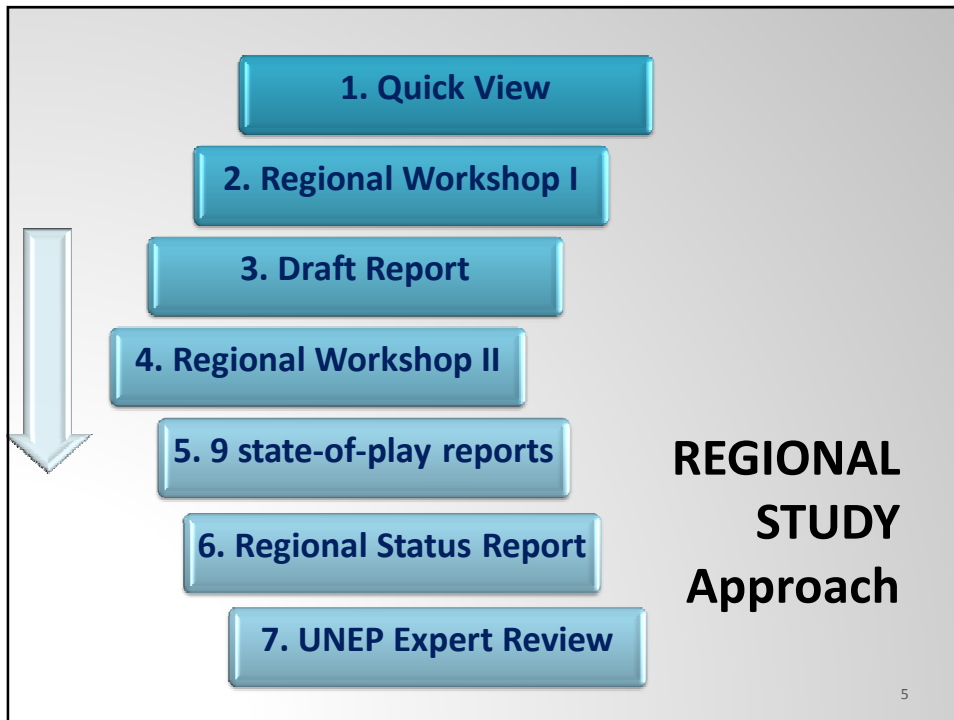 1. Quick View
2. Regional Workshop I
3. Draft Report
4. Regional Workshop II
5. 9 state-of-play reports
6. Regional Status Report
7. UNEP Expert Review
REGIONAL
STUDY
Approach
5